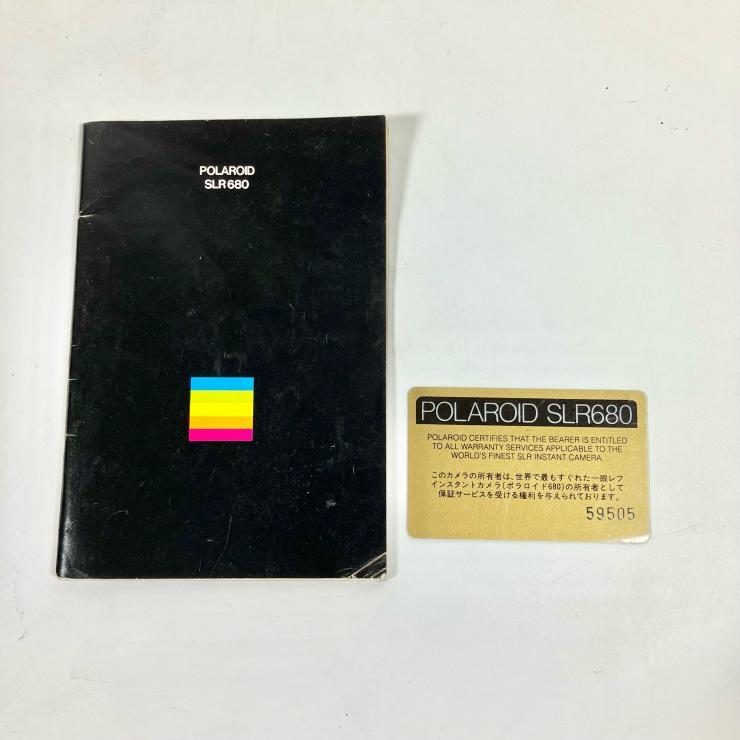 POLAROID
SLR 680
POLAROID SLR680
POLAROID CERTIFIES THAT THE BEARER IS ENTITLED
TO ALL WARRANTY SERVICES APPLICABLE TO THE
WORLD'S FINEST SLR INSTANT CAMERA.
このカメラの所有者は、世界で最もすぐれた一眼レフ
インスタントカメラ(ポラロイド680)の所有者として
保証サービスを受ける権利を与えられております。
59505